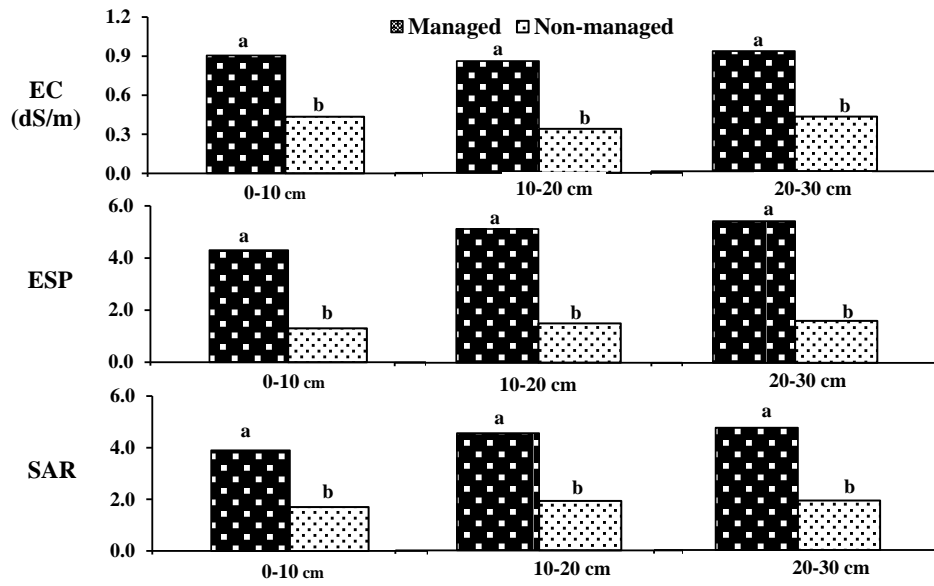 1.2
Managed Non-managed
a a a
0.9
EC
(dS/m)
0.6
b b b
0.3
0.0
0-10 cm 10-20 cm 20-30 cm
6.0
a a a
4.0
ESP
2.0
b b b
0.0
0-10 cm 10-20 cm 20-30 cm
6.0
a a a
4.0
SAR
2.0
b b b
0.0
0-10 cm 10-20 cm 20-30 cm